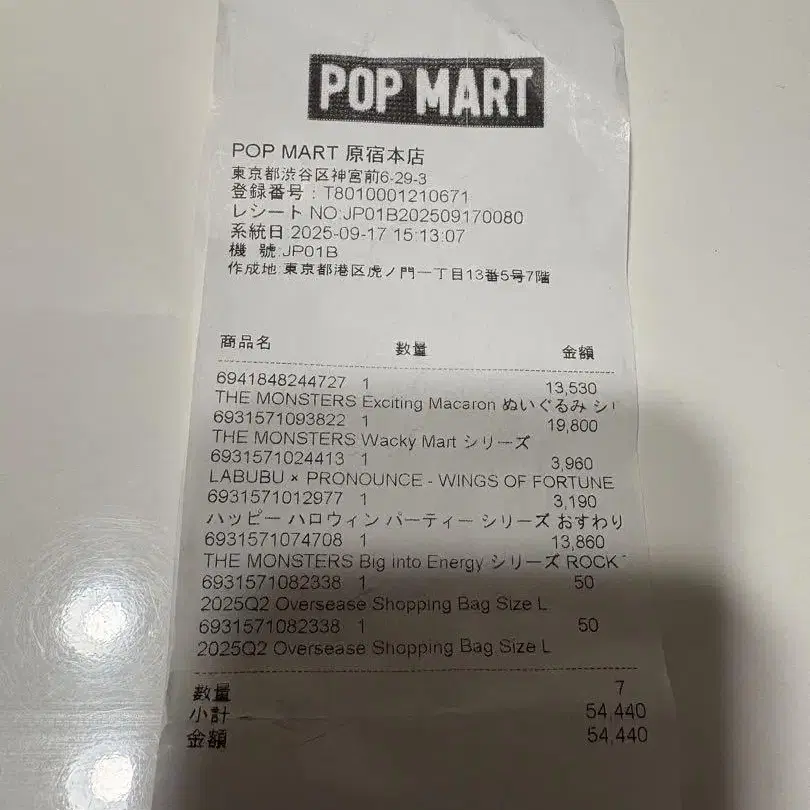 POP MART
POP MART 原宿本店
東京都渋谷区神宮前6-29-3
登録番号：T8010001210671
レシート NO:JP01B202509170080
系統日:2025-09-17 15:13:07
機 號:JP01B
作成地:東京都港区虎ノ門一丁目13番5号7階
商品名 数量 金額
6941848244727 1 13,530
THE MONSTERS Exciting Macaron ぬいぐるみ シリ
6931571093822 1 19,800
THE MONSTERS Wacky Mart シリーズ
6931571024413 1 3,960
LABUBU × PRONOUNCE - WINGS OF FORTUNE
6931571012977 1 3,190
ハッピー ハロウィン パーティー シリーズ おすわり
6931571074708 1 13,860
THE MONSTERS Big into Energy シリーズ ROCK
6931571082338 1 50
2025Q2 Oversease Shopping Bag Size L
6931571082338 1 50
2025Q2 Oversease Shopping Bag Size L
数量 7
小計 54,440
金額 54,440